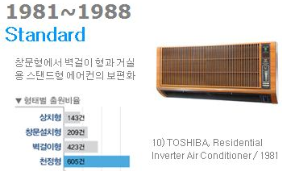 1981~1988
Standard
창문형에서 벽걸이 형과 거실
용 스탠드형 에어컨의 보편화
▼ 형태별 출원비율
상치형 143건
창문설치형 209건
벽걸이형 423건
천정형 605건
10) TOSHIBA, Residential
Inverter Air Conditioner / 1981